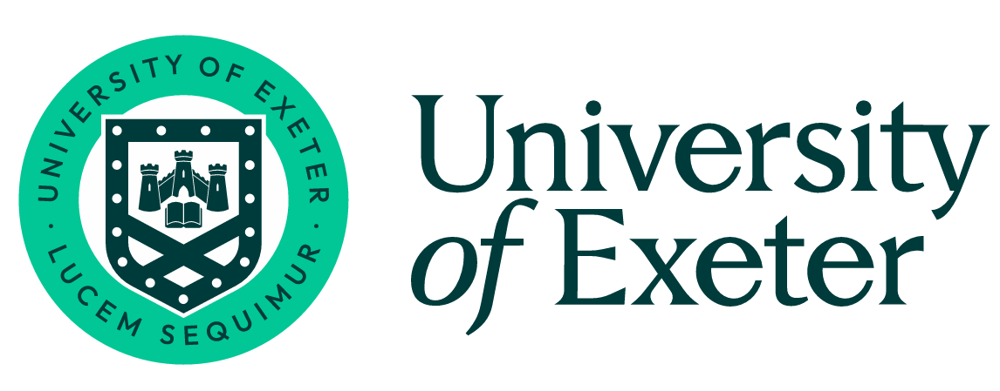 UNIVERSITY OF EXETER
LUCEM SEQUIMUR
University
of Exeter